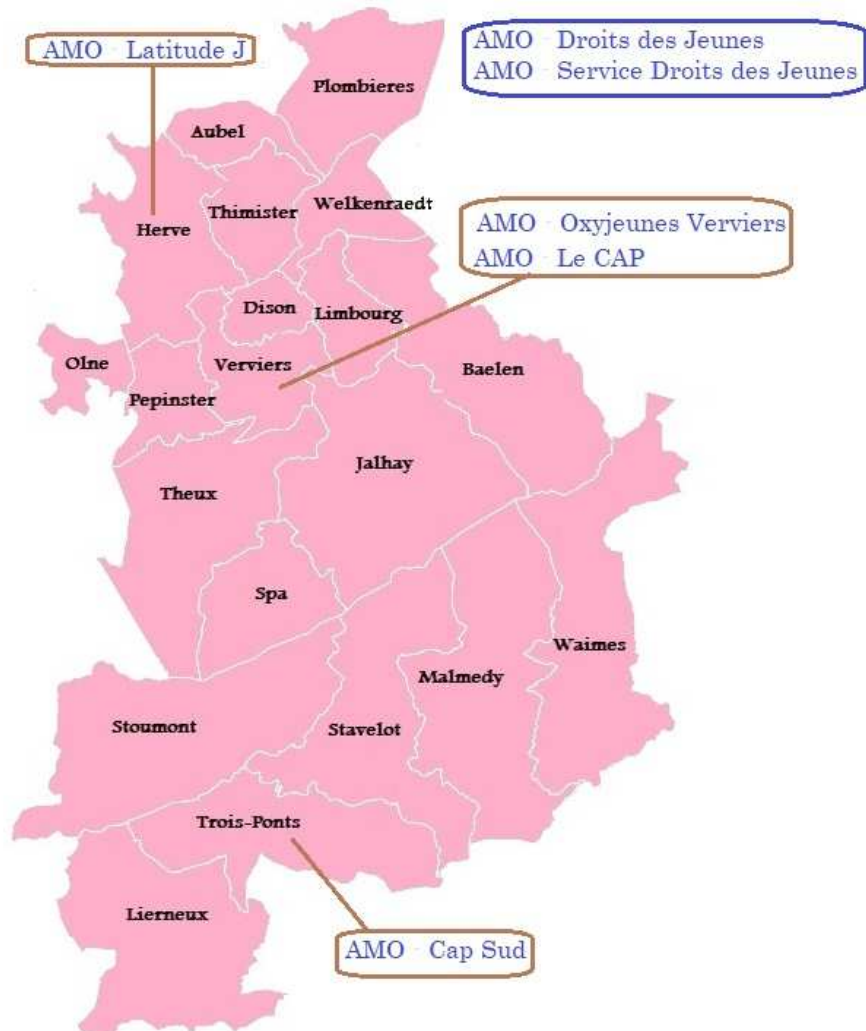 AMO - Latitude J
AMO - Droits des Jeunes
AMO - Service Droits des Jeunes
Plombieres
Aubel
Thimister
Welkenraedt
Herve
AMO - Oxyjeunes Verviers
AMO - Le CAP
Dison
Limbourg
Olne
Verviers
Baelen
Pepinster
Jalhay
Theux
Spa
Waimes
Malmedy
Stoumont
Stavelot
Trois-Ponts
Lierneux
AMO - Cap Sud